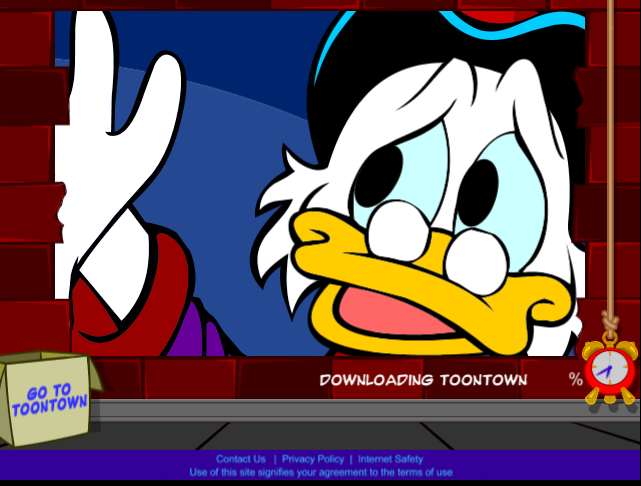 DOWNLOADING TOONTOWN %
GO TO
TOONTOWN
Contact Us | Privacy Policy | Internet Safety
Use of this site signifies your agreement to the terms of use